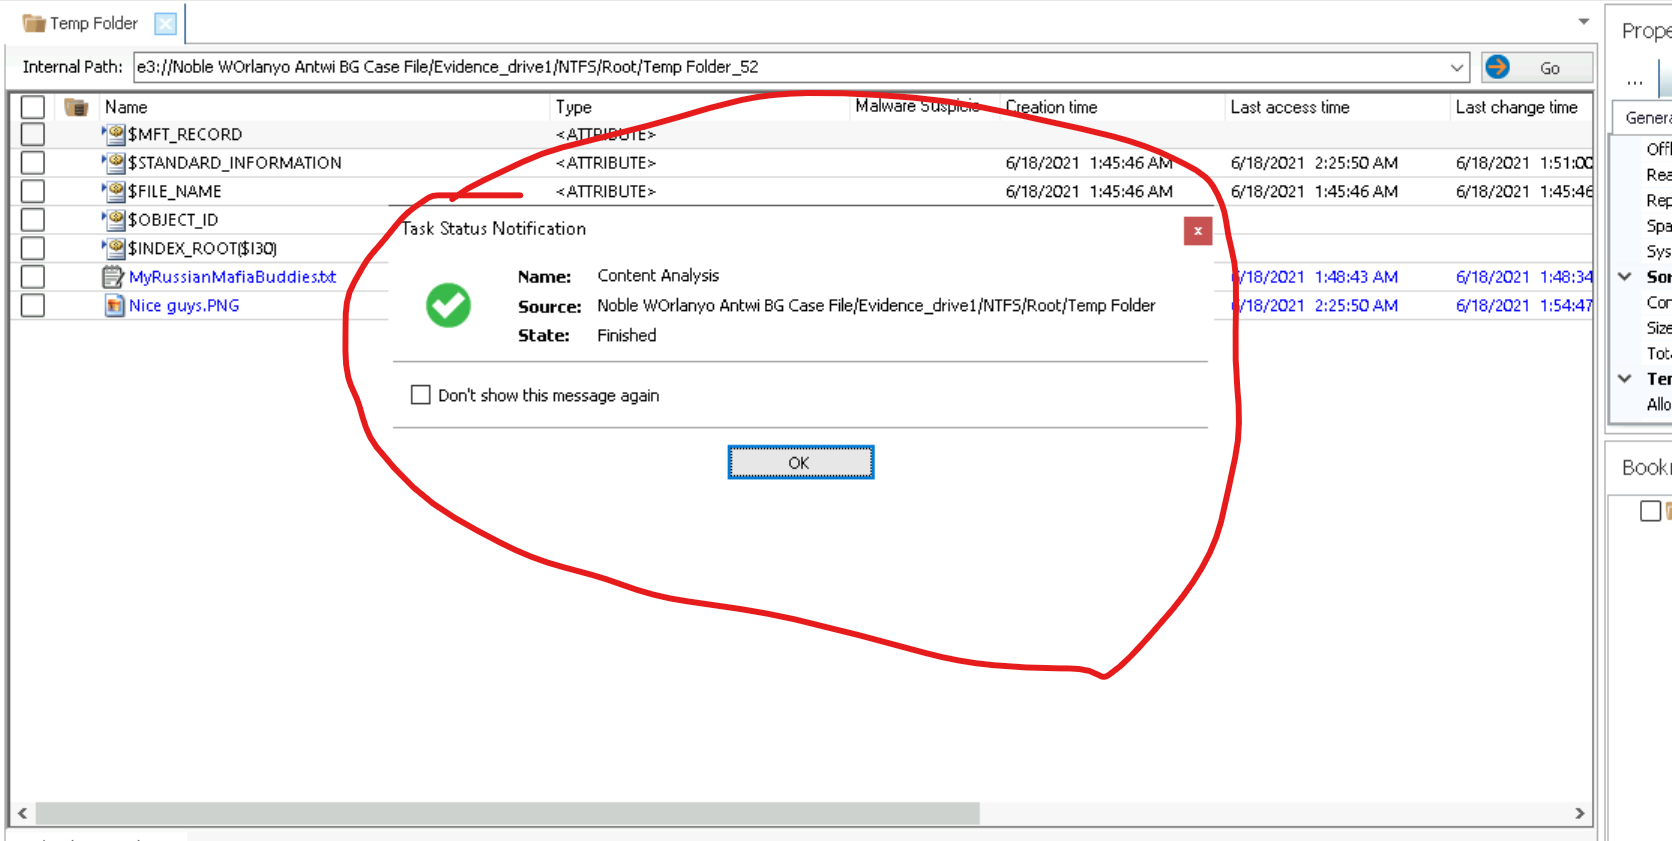 Temp Folder
Internal Path: e3://Noble WOrlanyo Antwi BG Case File/Evidence_drive1/NTFS/Root/Temp Folder_52 Go
Name Type Malware Suspicio Creation time Last access time Last change time
$MFT_RECORD <ATTRIBUTE>
$STANDARD_INFORMATION <ATTRIBUTE> 6/18/2021 1:45:46 AM 6/18/2021 2:25:50 AM 6/18/2021 1:51:00
$FILE_NAME <ATTRIBUTE> 6/18/2021 1:45:46 AM 6/18/2021 1:45:46 AM 6/18/2021 1:45:46
$OBJECT_ID
$INDEX_ROOT($I30)
MyRussianMafiaBuddies.txt 6/18/2021 1:48:43 AM 6/18/2021 1:48:34
Nice guys.PNG 6/18/2021 2:25:50 AM 6/18/2021 1:54:47
Task Status Notification
Name: Content Analysis
Source: Noble WOrlanyo Antwi BG Case File/Evidence_drive1/NTFS/Root/Temp Folder
State: Finished
Don't show this message again
OK
Prope
...
Genera
Offl
Rea
Rep
Spa
Sys
Sor
Cor
Size
Tot
Ter
Allo
Book